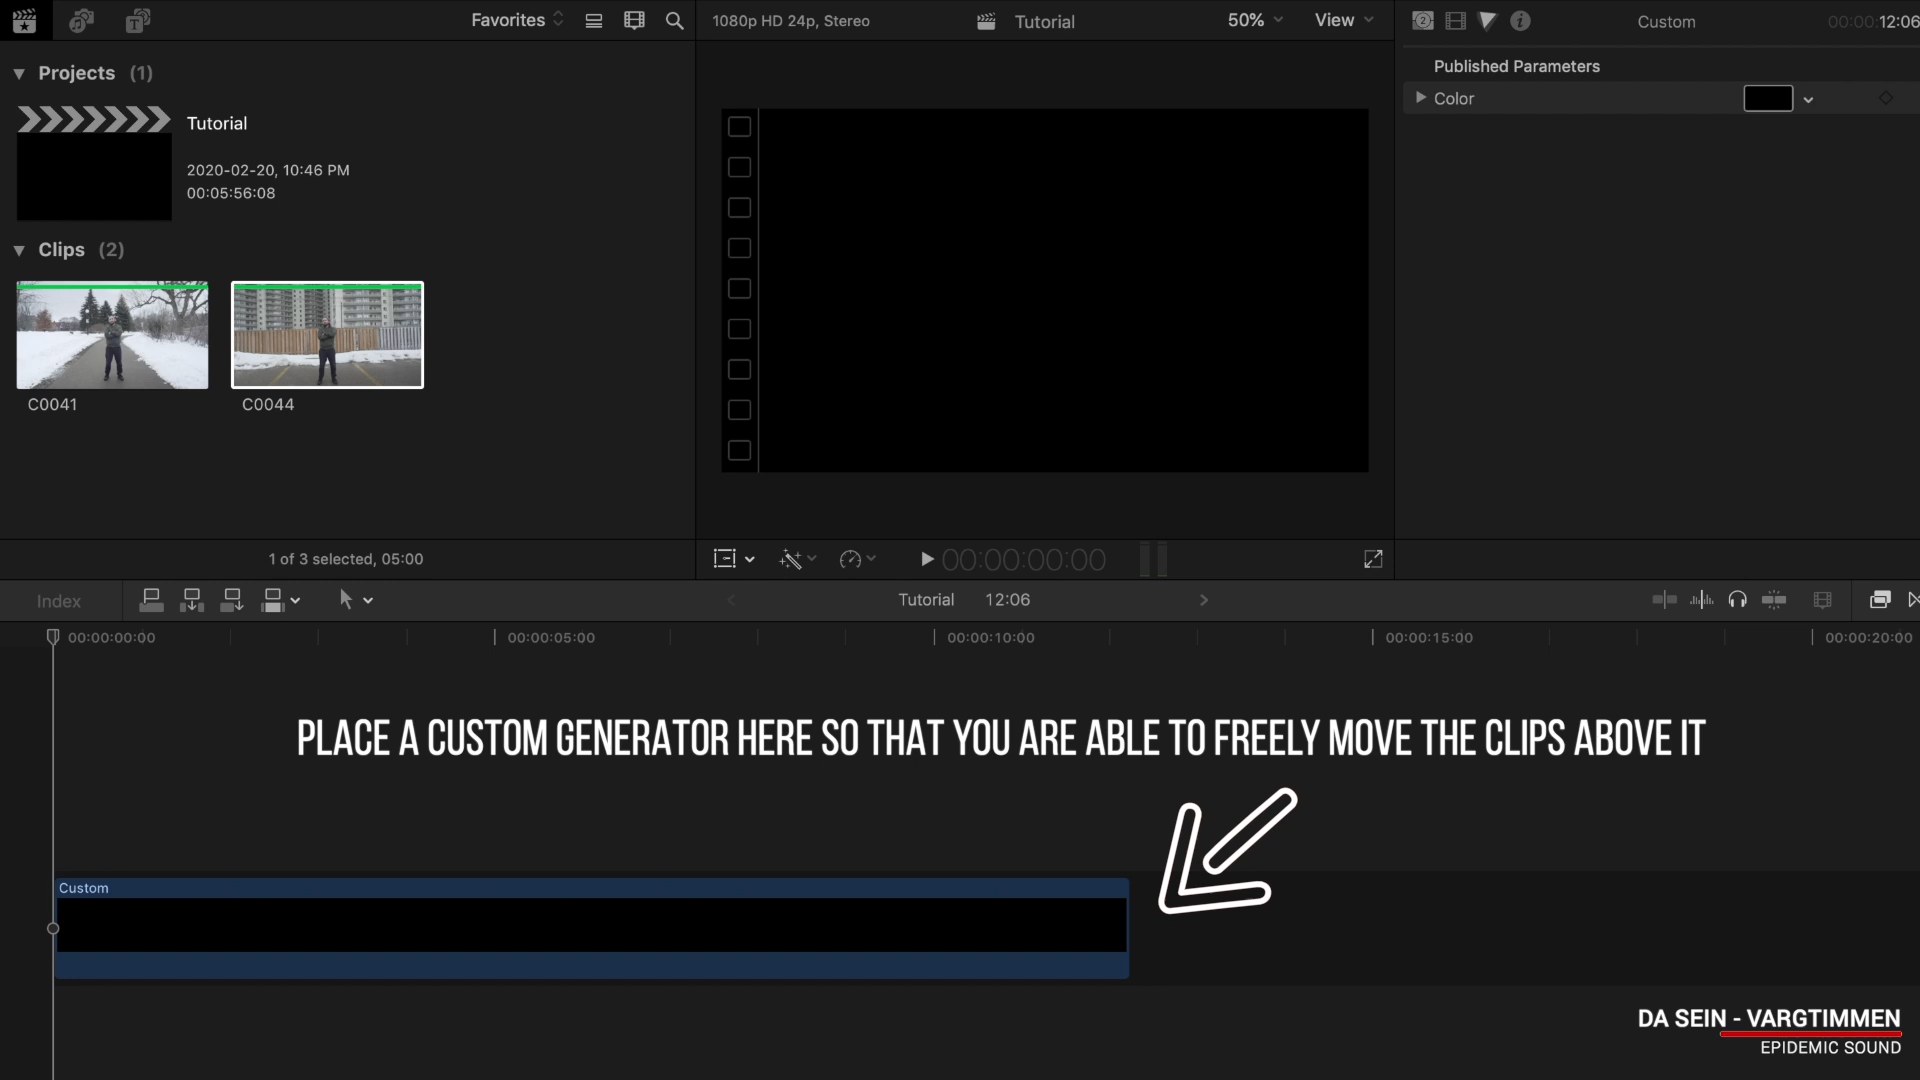 Favorites
1080p HD 24p, Stereo
Tutorial
50%
View
Custom
00:00:12:06
Published Parameters
Color
Projects (1)
Tutorial
2020-02-20, 10:46 PM
00:05:56:08
Clips (2)
C0041
C0044
1 of 3 selected, 05:00
00:00:00:00
Index
Tutorial
12:06
00:00:00:00
00:00:05:00
00:00:10:00
00:00:15:00
00:00:20:00
PLACE A CUSTOM GENERATOR HERE SO THAT YOU ARE ABLE TO FREELY MOVE THE CLIPS ABOVE IT
Custom
DA SEIN - VARGTIMMEN
EPIDEMIC SOUND